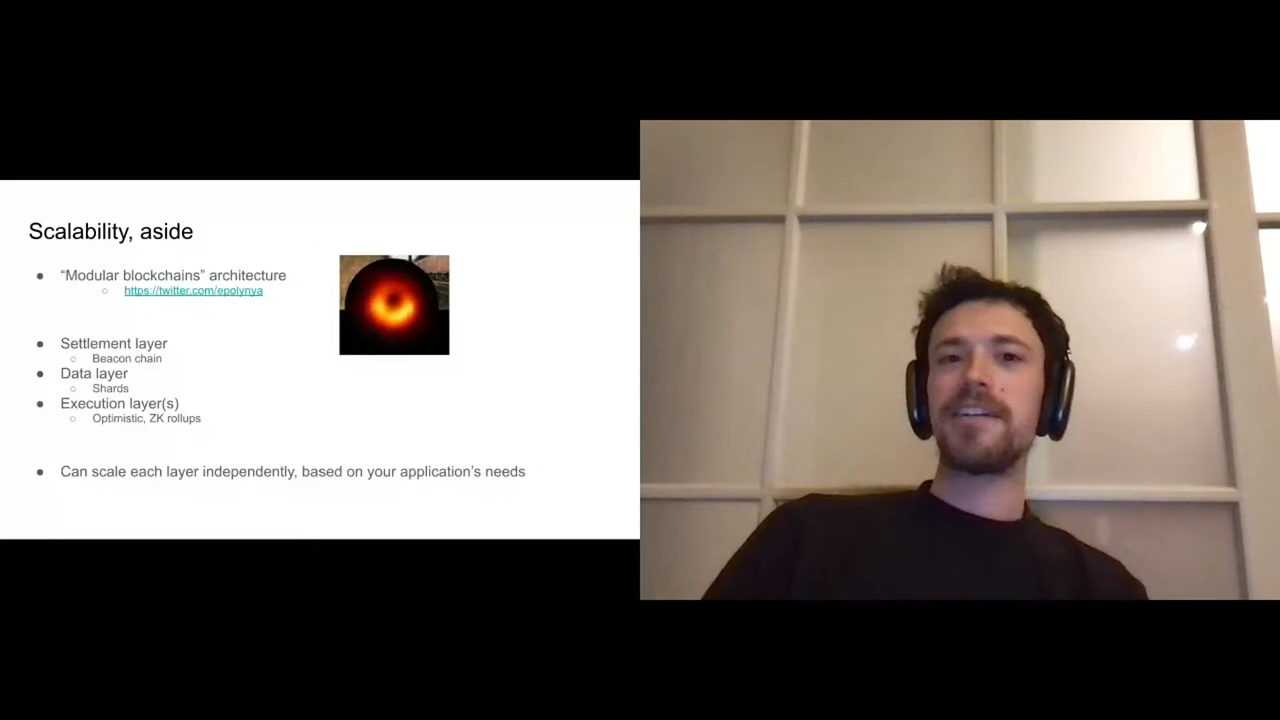 Scalability, aside
● “Modular blockchains” architecture
○ https://twitter.com/epolynya
● Settlement layer
○ Beacon chain
● Data layer
○ Shards
● Execution layer(s)
○ Optimistic, ZK rollups
● Can scale each layer independently, based on your application’s needs